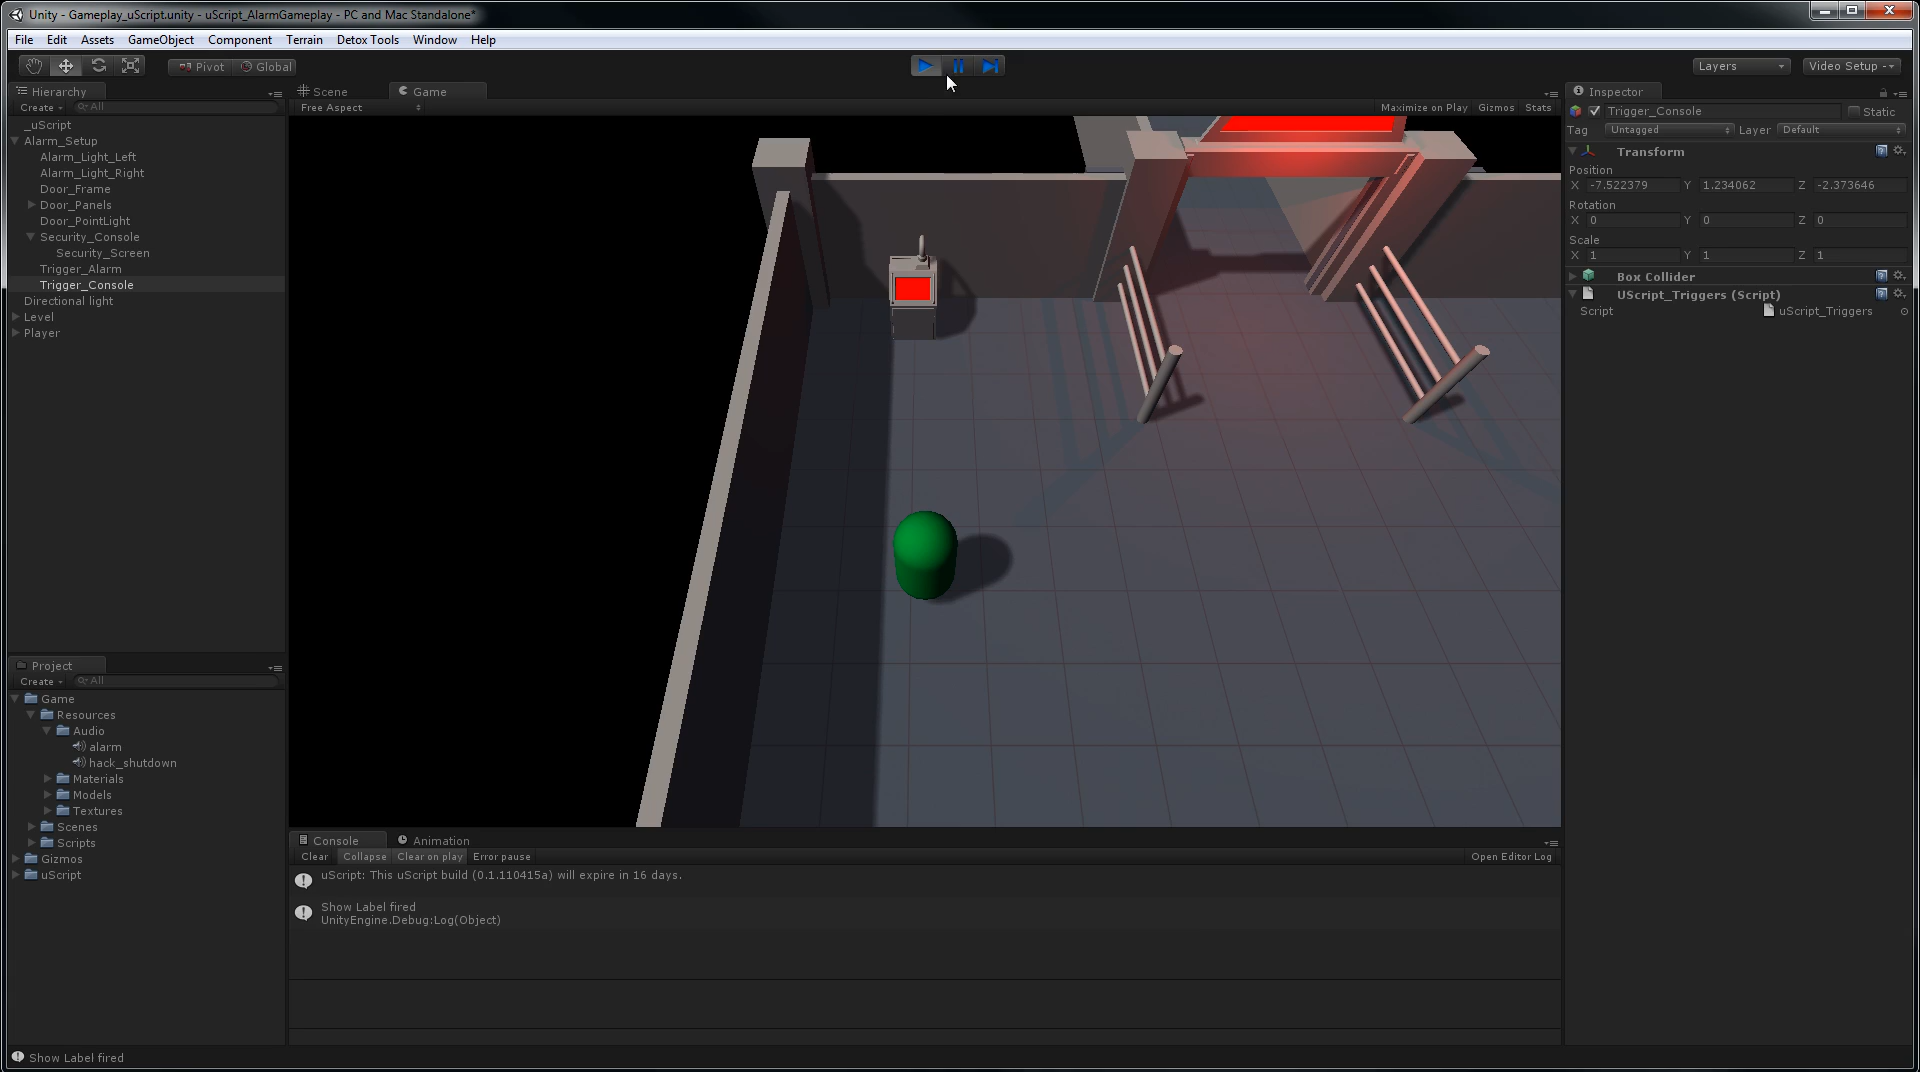 Unity - Gameplay_uScript.unity - uScript_AlarmGameplay - PC and Mac Standalone*
File Edit Assets GameObject Component Terrain Detox Tools Window Help
Pivot Global
Layers
Video Setup
Hierarchy
Create All
_uScript
Alarm_Setup
Alarm_Light_Left
Alarm_Light_Right
Door_Frame
Door_Panels
Door_PointLight
Security_Console
Security_Screen
Trigger_Alarm
Trigger_Console
Directional light
Level
Player
Project
Create All
Game
Resources
Audio
alarm
hack_shutdown
Materials
Models
Textures
Scenes
Scripts
Gizmos
uScript
Scene Game
Free Aspect
Maximize on Play Gizmos Stats
Console Animation
Clear Collapse Clear on play Error pause
Open Editor Log
uScript: This uScript build (0.1.110415a) will expire in 16 days.
Show Label fired
UnityEngine.Debug:Log(Object)
Inspector
Trigger_Console Static
Tag Untagged Layer Default
Transform
Position
X -7.522379 Y 1.234062 Z -2.373646
Rotation
X 0 Y 0 Z 0
Scale
X 1 Y 1 Z 1
Box Collider
UScript_Triggers (Script)
Script uScript_Triggers
Show Label fired